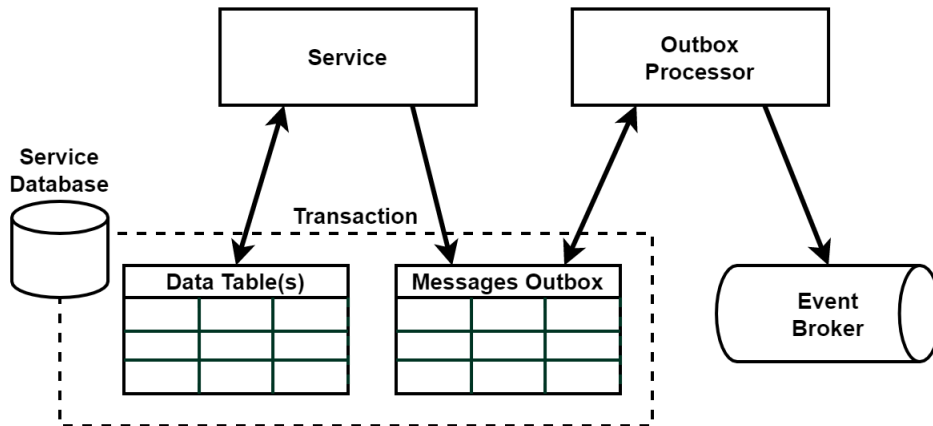 Service
Outbox
Processor
Service
Database
Transaction
Data Table(s)
Messages Outbox
Event
Broker